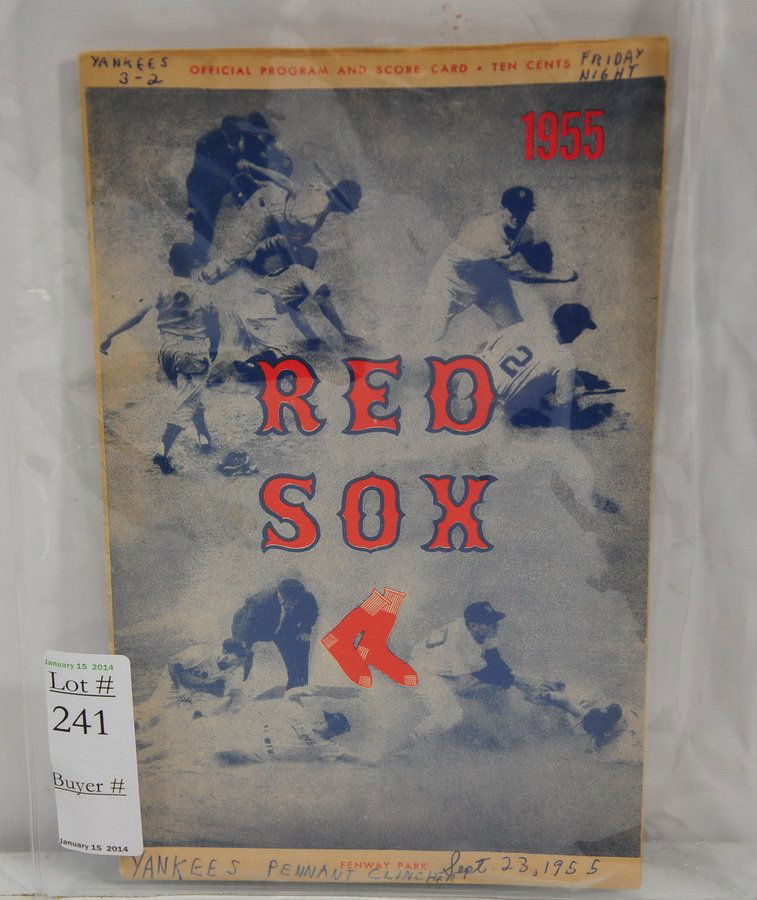 YANKEES
3-2
OFFICIAL PROGRAM AND SCORE CARD • TEN CENTS
FRIDAY
NIGHT
1955
2
RED
SOX
January 15 2014
Lot #
241
Buyer #
January 15 2014
FENWAY PARK
YANKEES PENNANT CLINCHER Sept. 23, 1955